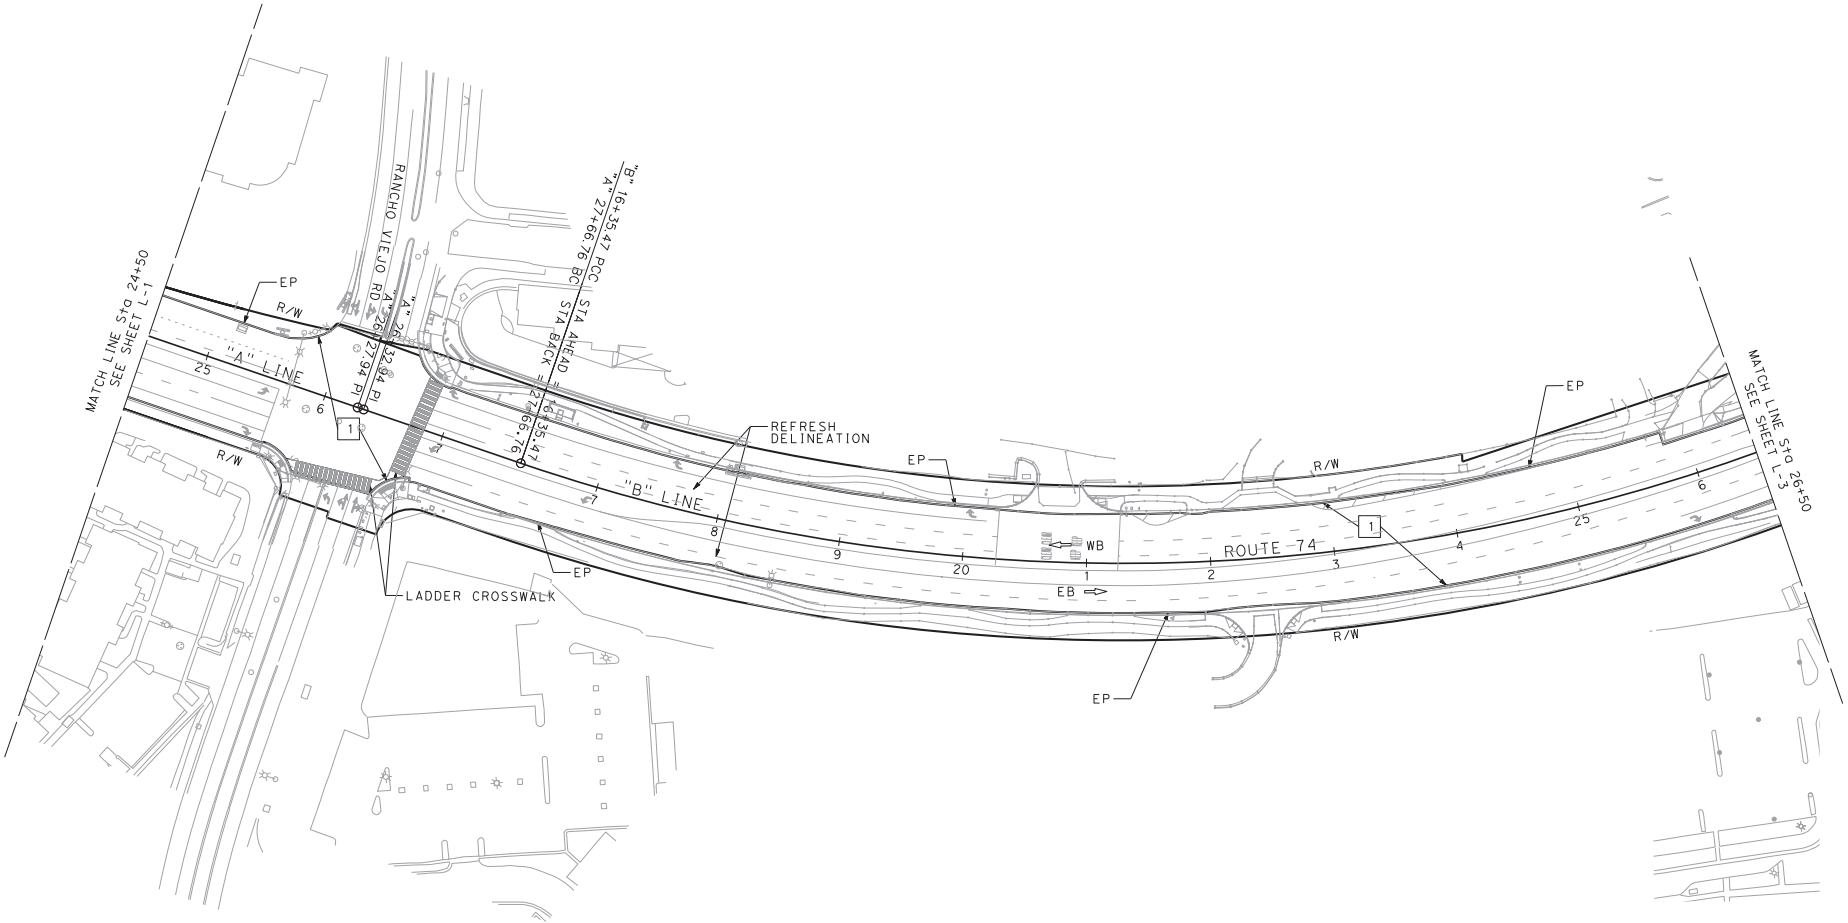 MATCH LINE Sta 24+50
SEE SHEET L-1
EP
R/W
"A" LINE
25
6
7
R/W
1
RANCHO VIEJO RD
"A" 26+27.94 PI
"A" 26+32.94 PI
"B" 16+35.47 PCC
"A" 27+66.76 BC
STA AHEAD = 16+35.47
STA BACK = 27+66.76
REFRESH
DELINEATION
"B" LINE
7
8
9
20
1
2
3
4
25
6
EP
R/W
EP
WB
ROUTE 74
EB
1
EP
LADDER CROSSWALK
R/W
EP
MATCH LINE Sta 26+50
SEE SHEET L-3